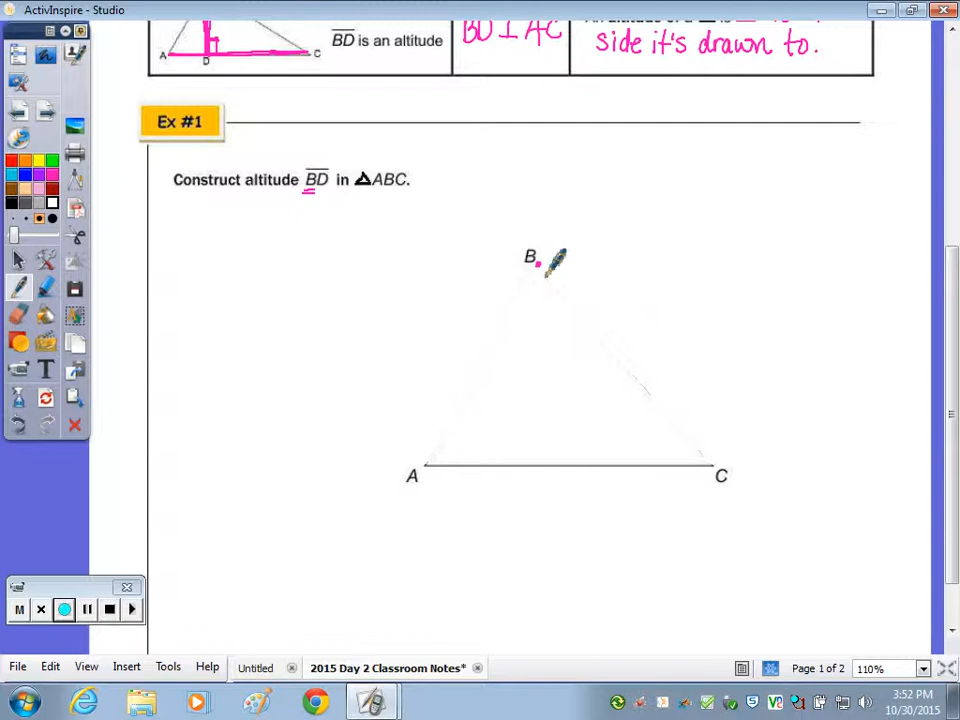 ActivInspire - Studio
BD is an altitude
BD ⊥ AC
side it's drawn to.
A
D
C
Ex #1
Construct altitude BD in △ABC.
B
A
C
M
File Edit View Insert Tools Help
Untitled
2015 Day 2 Classroom Notes*
Page 1 of 2
110%
3:52 PM
10/30/2015